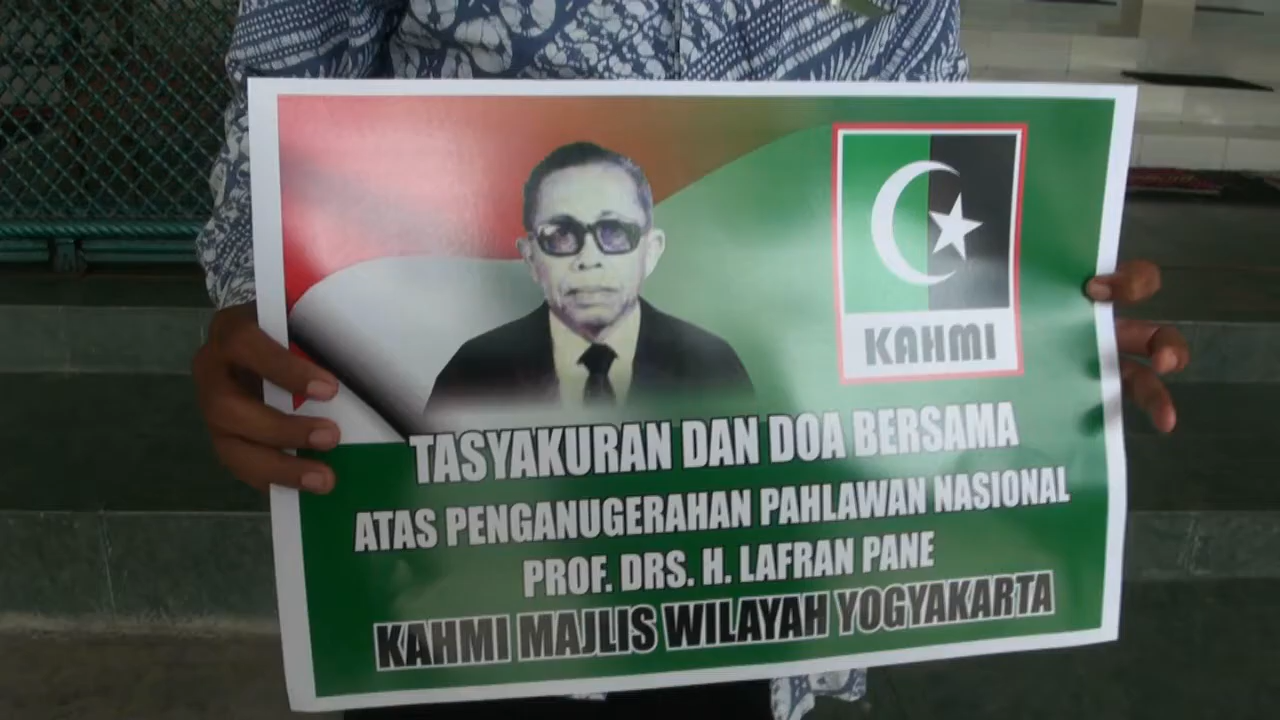 KAHMI
TASYAKURAN DAN DOA BERSAMA
ATAS PENGANUGERAHAN PAHLAWAN NASIONAL
PROF. DRS. H. LAFRAN PANE
KAHMI MAJLIS WILAYAH YOGYAKARTA